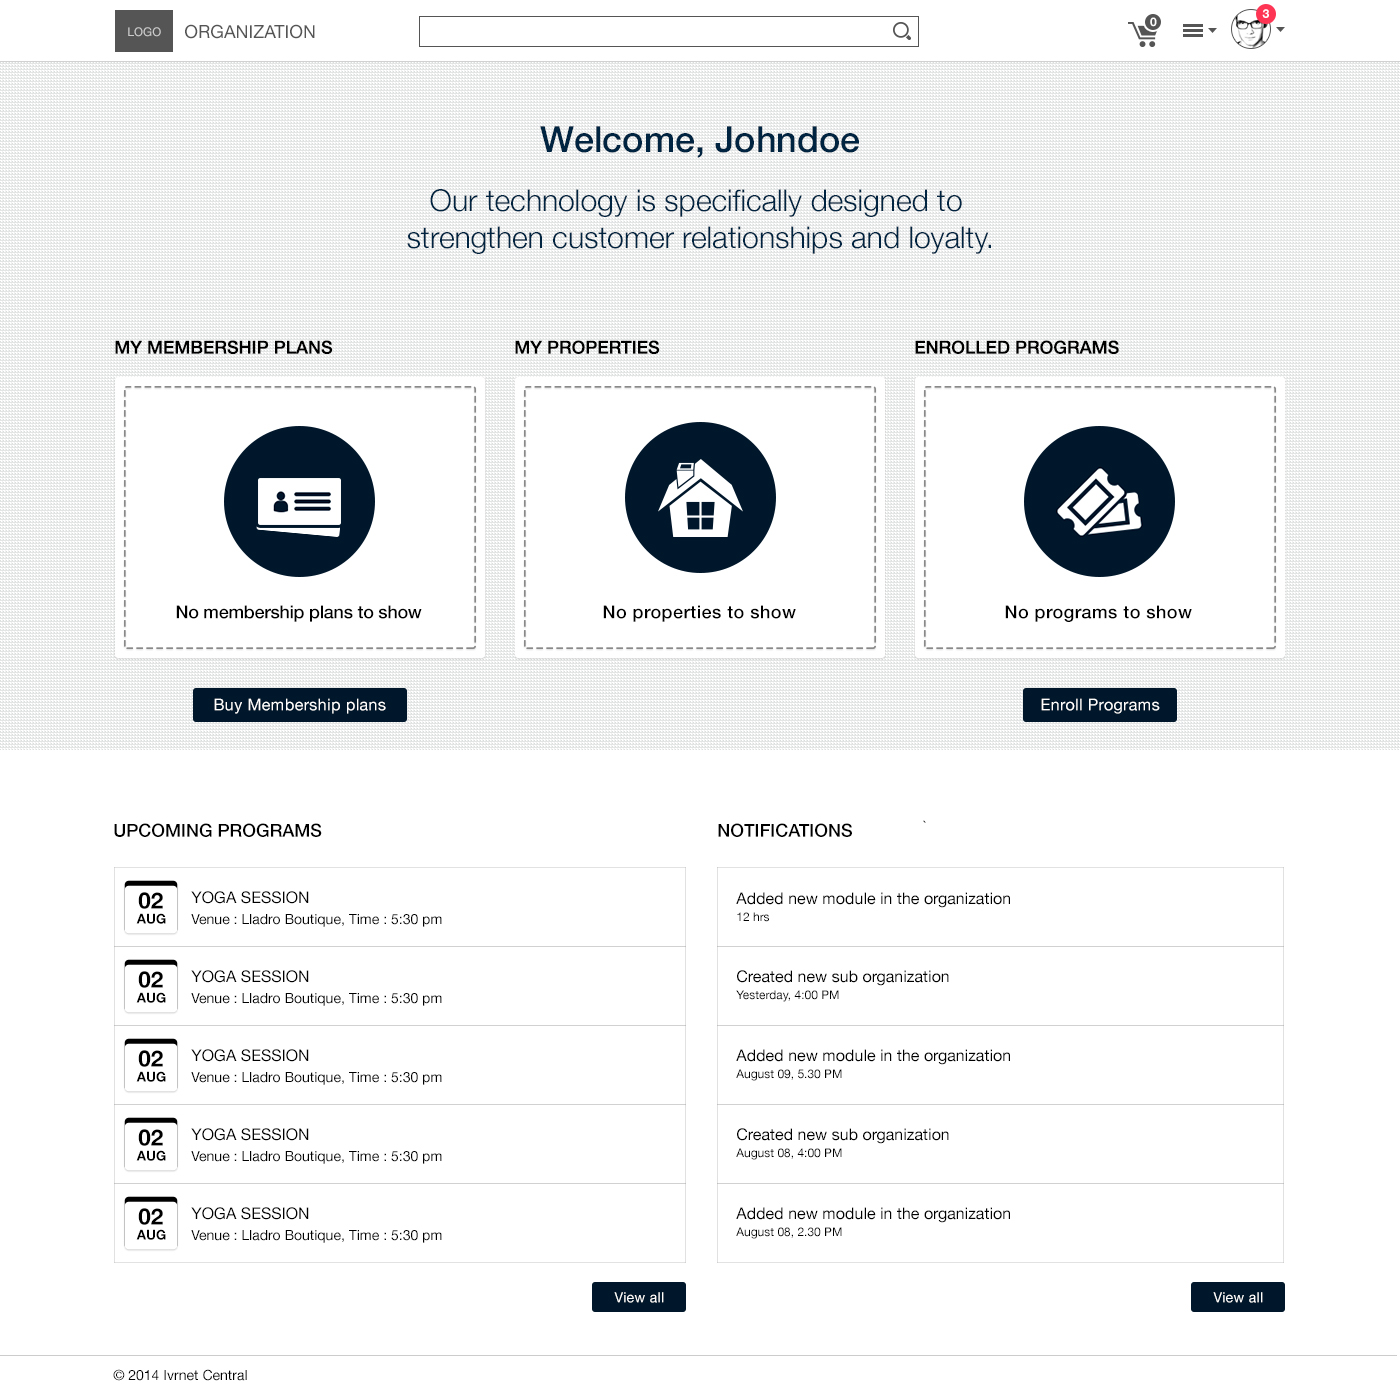 LOGO
ORGANIZATION
0
3
Welcome, Johndoe
Our technology is specifically designed to
strengthen customer relationships and loyalty.
MY MEMBERSHIP PLANS
No membership plans to show
Buy Membership plans
MY PROPERTIES
No properties to show
ENROLLED PROGRAMS
No programs to show
Enroll Programs
UPCOMING PROGRAMS
02
AUG
YOGA SESSION
Venue : Lladro Boutique, Time : 5:30 pm
02
AUG
YOGA SESSION
Venue : Lladro Boutique, Time : 5:30 pm
02
AUG
YOGA SESSION
Venue : Lladro Boutique, Time : 5:30 pm
02
AUG
YOGA SESSION
Venue : Lladro Boutique, Time : 5:30 pm
02
AUG
YOGA SESSION
Venue : Lladro Boutique, Time : 5:30 pm
View all
NOTIFICATIONS `
Added new module in the organization
12 hrs
Created new sub organization
Yesterday, 4:00 PM
Added new module in the organization
August 09, 5.30 PM
Created new sub organization
August 08, 4:00 PM
Added new module in the organization
August 08, 2.30 PM
View all
© 2014 Ivrnet Central